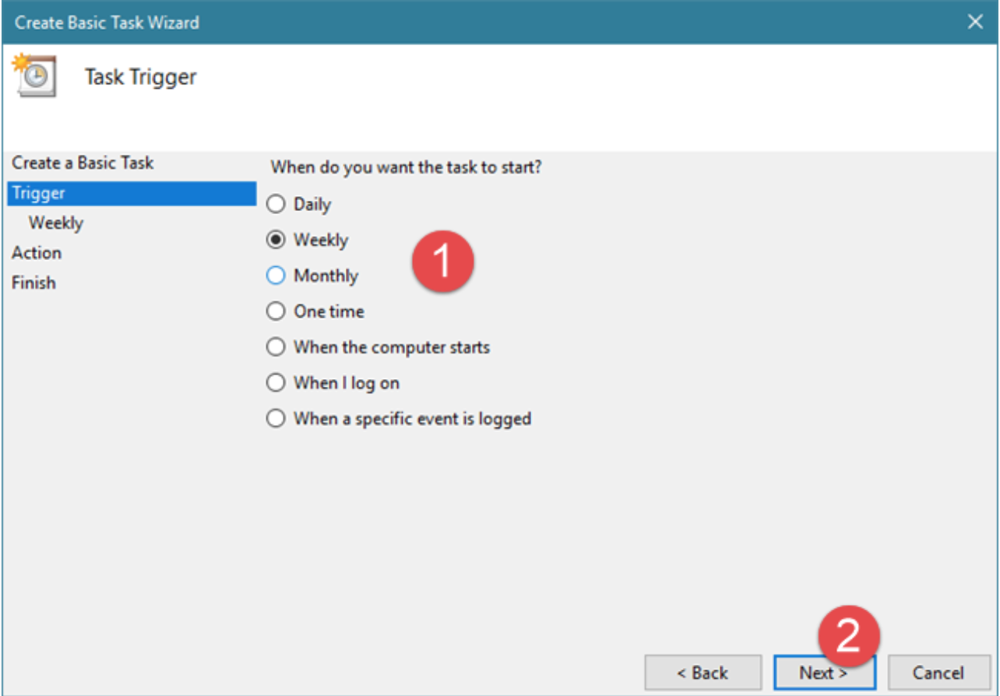 Create Basic Task Wizard
Task Trigger
Create a Basic Task
Trigger
Weekly
Action
Finish
When do you want the task to start?
Daily
Weekly
Monthly
One time
When the computer starts
When I log on
When a specific event is logged
1
2
< Back
Next >
Cancel